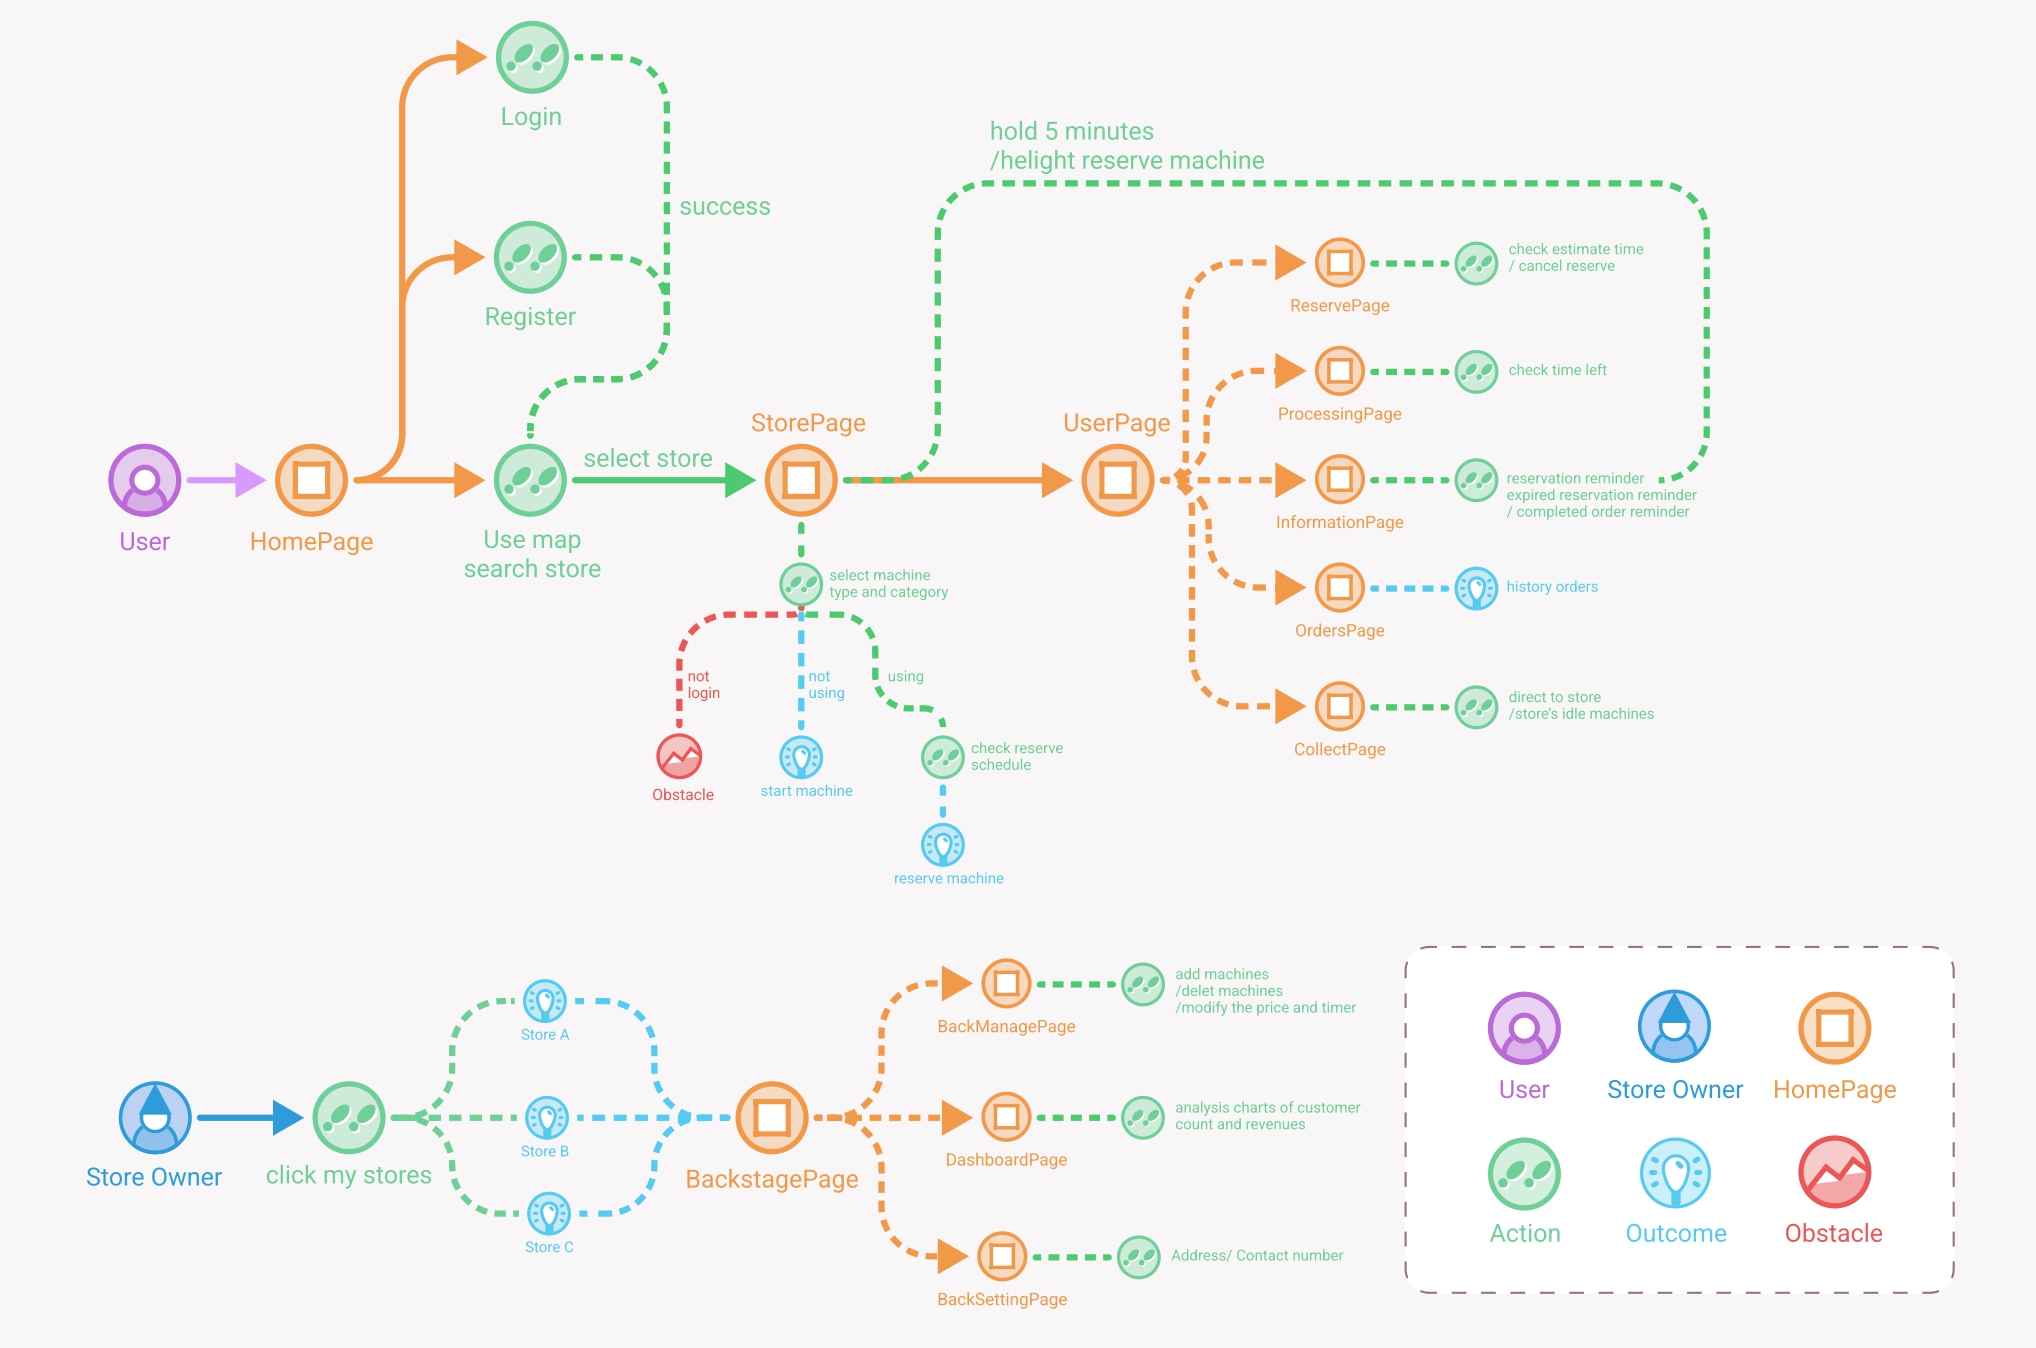 Login
success
hold 5 minutes
/helight reserve machine
Register
check estimate time
/ cancel reserve
ReservePage
check time left
ProcessingPage
StorePage
UserPage
select store
User
HomePage
Use map
search store
reservation reminder
expired reservation reminder
/ completed order reminder
InformationPage
select machine
type and category
history orders
OrdersPage
not
login
not
using
using
direct to store
/store's idle machines
CollectPage
check reserve
schedule
Obstacle
start machine
reserve machine
Store Owner
click my stores
Store A
Store B
Store C
BackstagePage
add machines
/delet machines
/modify the price and timer
BackManagePage
analysis charts of customer
count and revenues
DashboardPage
Address/ Contact number
BackSettingPage
User
Store Owner
HomePage
Action
Outcome
Obstacle